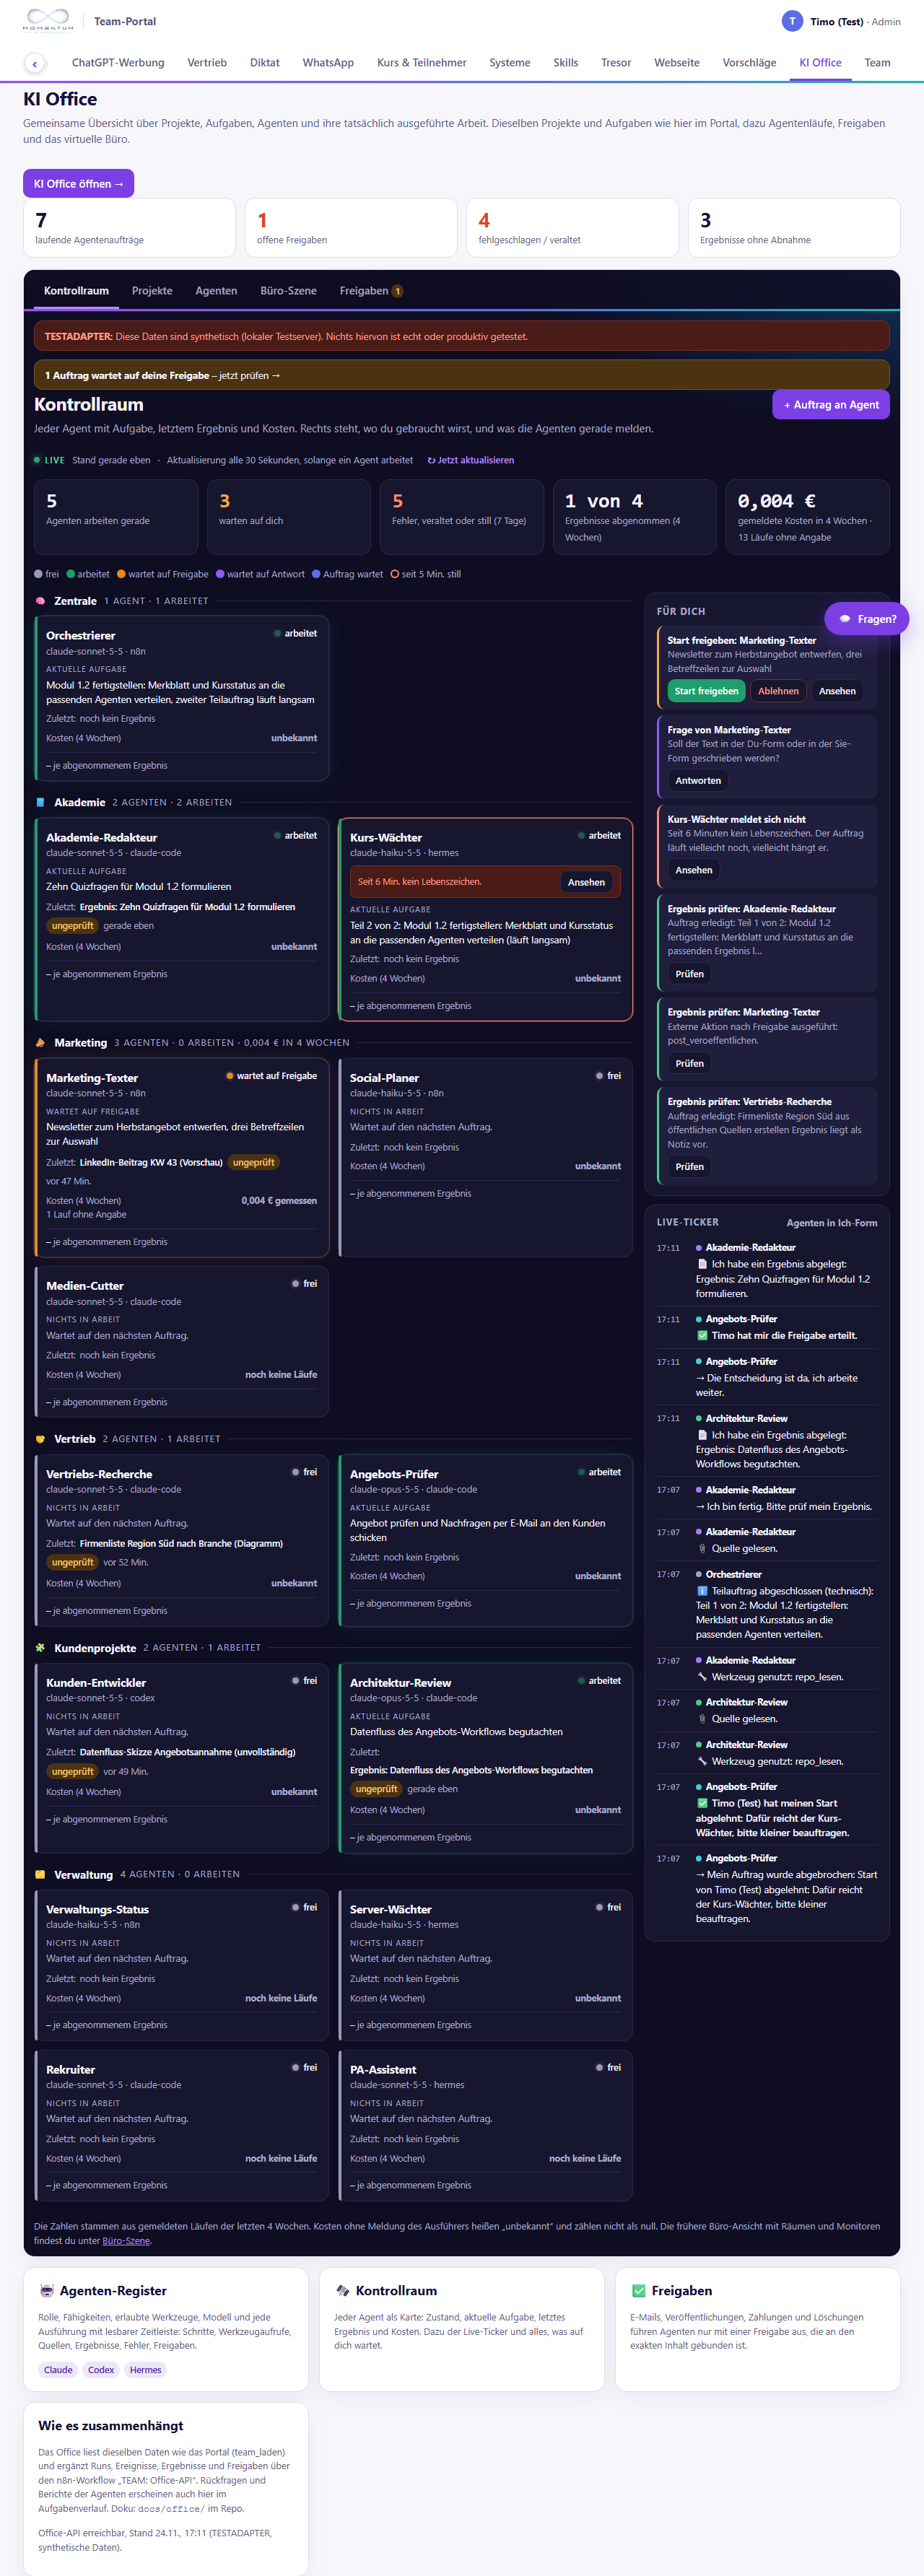 MOMENTUM
Team-Portal
T
Timo (Test) · Admin
‹
ChatGPT-Werbung
Vertrieb
Diktat
WhatsApp
Kurs & Teilnehmer
Systeme
Skills
Tresor
Webseite
Vorschläge
KI Office
Team
KI Office
Gemeinsame Übersicht über Projekte, Aufgaben, Agenten und ihre tatsächlich ausgeführte Arbeit. Dieselben Projekte und Aufgaben wie hier im Portal, dazu Agentenläufe, Freigaben
und das virtuelle Büro.
KI Office öffnen →
7
laufende Agentenaufträge
1
offene Freigaben
4
fehlgeschlagen / veraltet
3
Ergebnisse ohne Abnahme
Kontrollraum
Projekte
Agenten
Büro-Szene
Freigaben 1
TESTADAPTER: Diese Daten sind synthetisch (lokaler Testserver). Nichts hiervon ist echt oder produktiv getestet.
1 Auftrag wartet auf deine Freigabe – jetzt prüfen →
Kontrollraum
+ Auftrag an Agent
Jeder Agent mit Aufgabe, letztem Ergebnis und Kosten. Rechts steht, wo du gebraucht wirst, und was die Agenten gerade melden.
LIVE Stand gerade eben · Aktualisierung alle 30 Sekunden, solange ein Agent arbeitet ↻ Jetzt aktualisieren
5
Agenten arbeiten gerade
3
warten auf dich
5
Fehler, veraltet oder still (7 Tage)
1 von 4
Ergebnisse abgenommen (4
Wochen)
0,004 €
gemeldete Kosten in 4 Wochen ·
13 Läufe ohne Angabe
frei
arbeitet
wartet auf Freigabe
wartet auf Antwort
Auftrag wartet
seit 5 Min. still
Zentrale 1 AGENT · 1 ARBEITET
Orchestrierer
arbeitet
claude-sonnet-5-5 · n8n
AKTUELLE AUFGABE
Modul 1.2 fertigstellen: Merkblatt und Kursstatus an die
passenden Agenten verteilen, zweiter Teilauftrag läuft langsam
Zuletzt: noch kein Ergebnis
Kosten (4 Wochen) unbekannt
– je abgenommenem Ergebnis
Akademie 2 AGENTEN · 2 ARBEITEN
Akademie-Redakteur
arbeitet
claude-sonnet-5-5 · claude-code
AKTUELLE AUFGABE
Zehn Quizfragen für Modul 1.2 formulieren
Zuletzt: Ergebnis: Zehn Quizfragen für Modul 1.2 formulieren
ungeprüft gerade eben
Kosten (4 Wochen) unbekannt
– je abgenommenem Ergebnis
Kurs-Wächter
arbeitet
claude-haiku-5-5 · hermes
Seit 6 Min. kein Lebenszeichen.
Ansehen
AKTUELLE AUFGABE
Teil 2 von 2: Modul 1.2 fertigstellen: Merkblatt und Kursstatus
an die passenden Agenten verteilen (läuft langsam)
Zuletzt: noch kein Ergebnis
Kosten (4 Wochen) unbekannt
– je abgenommenem Ergebnis
Marketing 3 AGENTEN · 0 ARBEITEN · 0,004 € IN 4 WOCHEN
Marketing-Texter
wartet auf Freigabe
claude-sonnet-5-5 · n8n
WARTET AUF FREIGABE
Newsletter zum Herbstangebot entwerfen, drei Betreffzeilen
zur Auswahl
Zuletzt: LinkedIn-Beitrag KW 43 (Vorschau) ungeprüft
vor 47 Min.
Kosten (4 Wochen) 0,004 € gemessen
1 Lauf ohne Angabe
– je abgenommenem Ergebnis
Social-Planer
frei
claude-haiku-5-5 · n8n
NICHTS IN ARBEIT
Wartet auf den nächsten Auftrag.
Zuletzt: noch kein Ergebnis
Kosten (4 Wochen) unbekannt
– je abgenommenem Ergebnis
Medien-Cutter
frei
claude-sonnet-5-5 · claude-code
NICHTS IN ARBEIT
Wartet auf den nächsten Auftrag.
Zuletzt: noch kein Ergebnis
Kosten (4 Wochen) noch keine Läufe
– je abgenommenem Ergebnis
Vertrieb 2 AGENTEN · 1 ARBEITET
Vertriebs-Recherche
frei
claude-sonnet-5-5 · claude-code
NICHTS IN ARBEIT
Wartet auf den nächsten Auftrag.
Zuletzt: Firmenliste Region Süd nach Branche (Diagramm)
ungeprüft vor 52 Min.
Kosten (4 Wochen) unbekannt
– je abgenommenem Ergebnis
Angebots-Prüfer
arbeitet
claude-opus-5-5 · claude-code
AKTUELLE AUFGABE
Angebot prüfen und Nachfragen per E-Mail an den Kunden
schicken
Zuletzt: noch kein Ergebnis
Kosten (4 Wochen) unbekannt
– je abgenommenem Ergebnis
Kundenprojekte 2 AGENTEN · 1 ARBEITET
Kunden-Entwickler
frei
claude-sonnet-5-5 · codex
NICHTS IN ARBEIT
Wartet auf den nächsten Auftrag.
Zuletzt: Datenfluss-Skizze Angebotsannahme (unvollständig)
ungeprüft vor 49 Min.
Kosten (4 Wochen) unbekannt
– je abgenommenem Ergebnis
Architektur-Review
arbeitet
claude-opus-5-5 · claude-code
AKTUELLE AUFGABE
Datenfluss des Angebots-Workflows begutachten
Zuletzt:
Ergebnis: Datenfluss des Angebots-Workflows begutachten
ungeprüft gerade eben
Kosten (4 Wochen) unbekannt
– je abgenommenem Ergebnis
Verwaltung 4 AGENTEN · 0 ARBEITEN
Verwaltungs-Status
frei
claude-haiku-5-5 · n8n
NICHTS IN ARBEIT
Wartet auf den nächsten Auftrag.
Zuletzt: noch kein Ergebnis
Kosten (4 Wochen) noch keine Läufe
– je abgenommenem Ergebnis
Server-Wächter
frei
claude-haiku-5-5 · hermes
NICHTS IN ARBEIT
Wartet auf den nächsten Auftrag.
Zuletzt: noch kein Ergebnis
Kosten (4 Wochen) unbekannt
– je abgenommenem Ergebnis
Rekruiter
frei
claude-sonnet-5-5 · claude-code
NICHTS IN ARBEIT
Wartet auf den nächsten Auftrag.
Zuletzt: noch kein Ergebnis
Kosten (4 Wochen) noch keine Läufe
– je abgenommenem Ergebnis
PA-Assistent
frei
claude-sonnet-5-5 · hermes
NICHTS IN ARBEIT
Wartet auf den nächsten Auftrag.
Zuletzt: noch kein Ergebnis
Kosten (4 Wochen) noch keine Läufe
– je abgenommenem Ergebnis
FÜR DICH
Fragen?
Start freigeben: Marketing-Texter
Newsletter zum Herbstangebot entwerfen, drei
Betreffzeilen zur Auswahl
Start freigeben
Ablehnen
Ansehen
Frage von Marketing-Texter
Soll der Text in der Du-Form oder in der Sie-
Form geschrieben werden?
Antworten
Kurs-Wächter meldet sich nicht
Seit 6 Minuten kein Lebenszeichen. Der Auftrag
läuft vielleicht noch, vielleicht hängt er.
Ansehen
Ergebnis prüfen: Akademie-Redakteur
Auftrag erledigt: Teil 1 von 2: Modul 1.2
fertigstellen: Merkblatt und Kursstatus an die
passenden Ergebnis l...
Prüfen
Ergebnis prüfen: Marketing-Texter
Externe Aktion nach Freigabe ausgeführt:
post_veroeffentlichen.
Prüfen
Ergebnis prüfen: Vertriebs-Recherche
Auftrag erledigt: Firmenliste Region Süd aus
öffentlichen Quellen erstellen Ergebnis liegt als
Notiz vor.
Prüfen
LIVE-TICKER
Agenten in Ich-Form
17:11 Akademie-Redakteur
Ich habe ein Ergebnis abgelegt:
Ergebnis: Zehn Quizfragen für Modul 1.2
formulieren.
17:11 Angebots-Prüfer
Timo hat mir die Freigabe erteilt.
17:11 Angebots-Prüfer
→ Die Entscheidung ist da, ich arbeite
weiter.
17:11 Architektur-Review
Ich habe ein Ergebnis abgelegt:
Ergebnis: Datenfluss des Angebots-
Workflows begutachten.
17:07 Akademie-Redakteur
→ Ich bin fertig. Bitte prüf mein Ergebnis.
17:07 Akademie-Redakteur
Quelle gelesen.
17:07 Orchestrierer
Teilauftrag abgeschlossen (technisch):
Teil 1 von 2: Modul 1.2 fertigstellen:
Merkblatt und Kursstatus an die
passenden Agenten verteilen.
17:07 Akademie-Redakteur
Werkzeug genutzt: repo_lesen.
17:07 Architektur-Review
Quelle gelesen.
17:07 Architektur-Review
Werkzeug genutzt: repo_lesen.
17:07 Angebots-Prüfer
Timo (Test) hat meinen Start
abgelehnt: Dafür reicht der Kurs-
Wächter, bitte kleiner beauftragen.
17:07 Angebots-Prüfer
→ Mein Auftrag wurde abgebrochen: Start
von Timo (Test) abgelehnt: Dafür reicht
der Kurs-Wächter, bitte kleiner
beauftragen.
Die Zahlen stammen aus gemeldeten Läufen der letzten 4 Wochen. Kosten ohne Meldung des Ausführers heißen „unbekannt“ und zählen nicht als null. Die frühere Büro-Ansicht mit Räumen und Monitoren
findest du unter Büro-Szene.
Agenten-Register
Rolle, Fähigkeiten, erlaubte Werkzeuge, Modell und jede
Ausführung mit lesbarer Zeitleiste: Schritte, Werkzeugaufrufe,
Quellen, Ergebnisse, Fehler, Freigaben.
Claude
Codex
Hermes
Kontrollraum
Jeder Agent als Karte: Zustand, aktuelle Aufgabe, letztes
Ergebnis und Kosten. Dazu der Live-Ticker und alles, was auf
dich wartet.
Freigaben
E-Mails, Veröffentlichungen, Zahlungen und Löschungen
führen Agenten nur mit einer Freigabe aus, die an den
exakten Inhalt gebunden ist.
Wie es zusammenhängt
Das Office liest dieselben Daten wie das Portal (team_laden)
und ergänzt Runs, Ereignisse, Ergebnisse und Freigaben über
den n8n-Workflow „TEAM: Office-API“. Rückfragen und
Berichte der Agenten erscheinen auch hier im
Aufgabenverlauf. Doku: docs/office/ im Repo.
Office-API erreichbar, Stand 24.11., 17:11 (TESTADAPTER,
synthetische Daten).